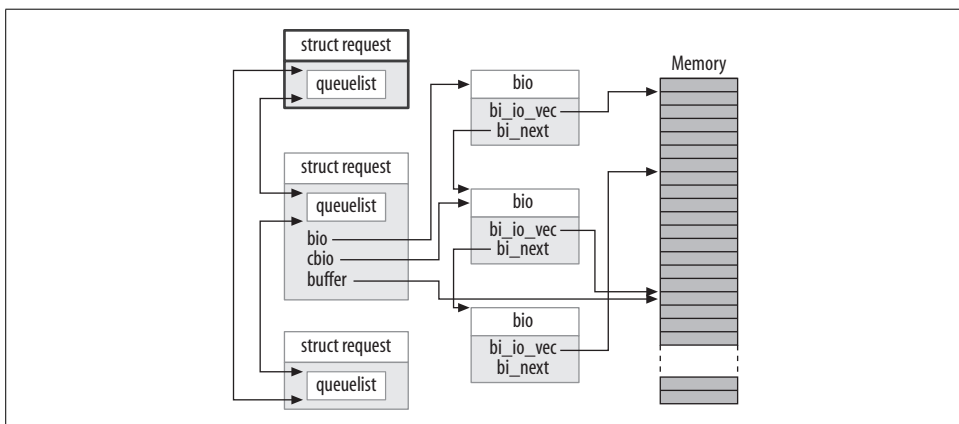 struct request
queuelist
struct request
queuelist
bio
cbio
buffer
struct request
queuelist
bio
bi_io_vec
bi_next
bio
bi_io_vec
bi_next
bio
bi_io_vec
bi_next
Memory